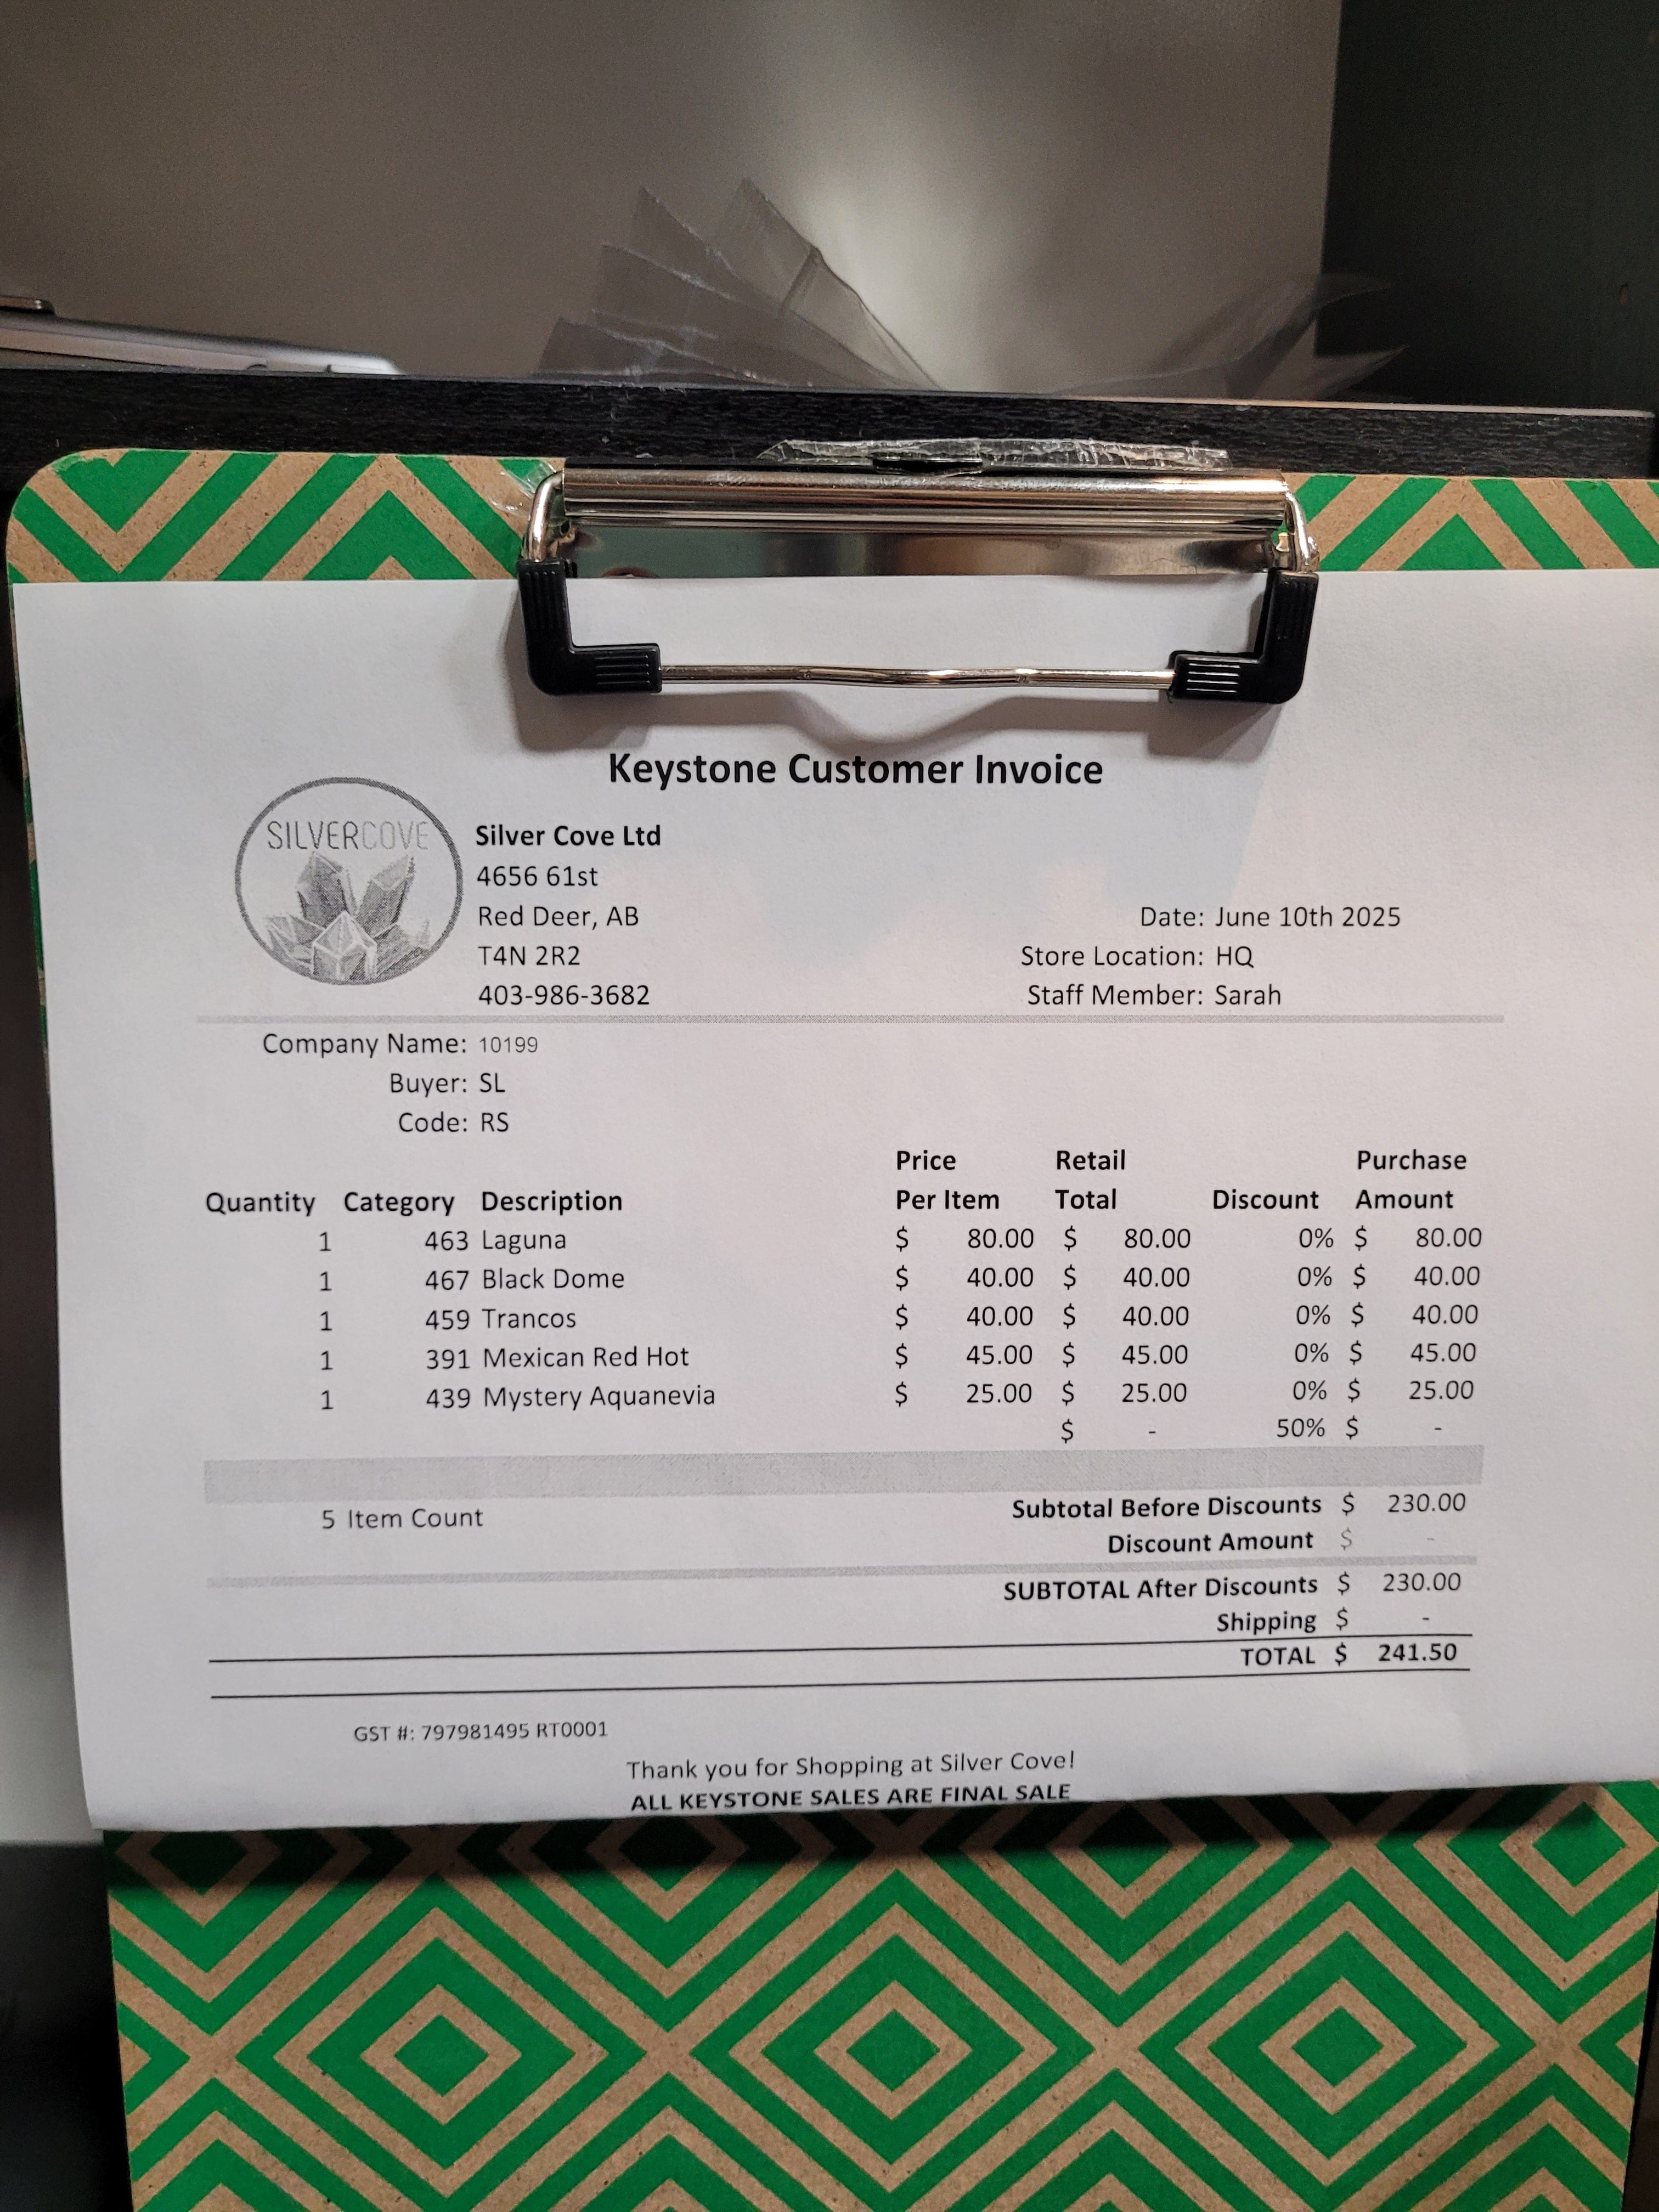 Keystone Customer Invoice
SILVERCOVE
Silver Cove Ltd
4656 61st
Red Deer, AB
T4N 2R2
403-986-3682
Date: June 10th 2025
Store Location: HQ
Staff Member: Sarah
Company Name: 10199
Buyer: SL
Code: RS
Quantity Category Description Price Per Item Retail Total Discount Purchase Amount
1 463 Laguna $ 80.00 $ 80.00 0% $ 80.00
1 467 Black Dome $ 40.00 $ 40.00 0% $ 40.00
1 459 Trancos $ 40.00 $ 40.00 0% $ 40.00
1 391 Mexican Red Hot $ 45.00 $ 45.00 0% $ 45.00
1 439 Mystery Aquanevia $ 25.00 $ 25.00 0% $ 25.00
$ - 50% $ -
5 Item Count
Subtotal Before Discounts $ 230.00
Discount Amount $ -
SUBTOTAL After Discounts $ 230.00
Shipping $ -
TOTAL $ 241.50
GST #: 797981495 RT0001
Thank you for Shopping at Silver Cove!
ALL KEYSTONE SALES ARE FINAL SALE